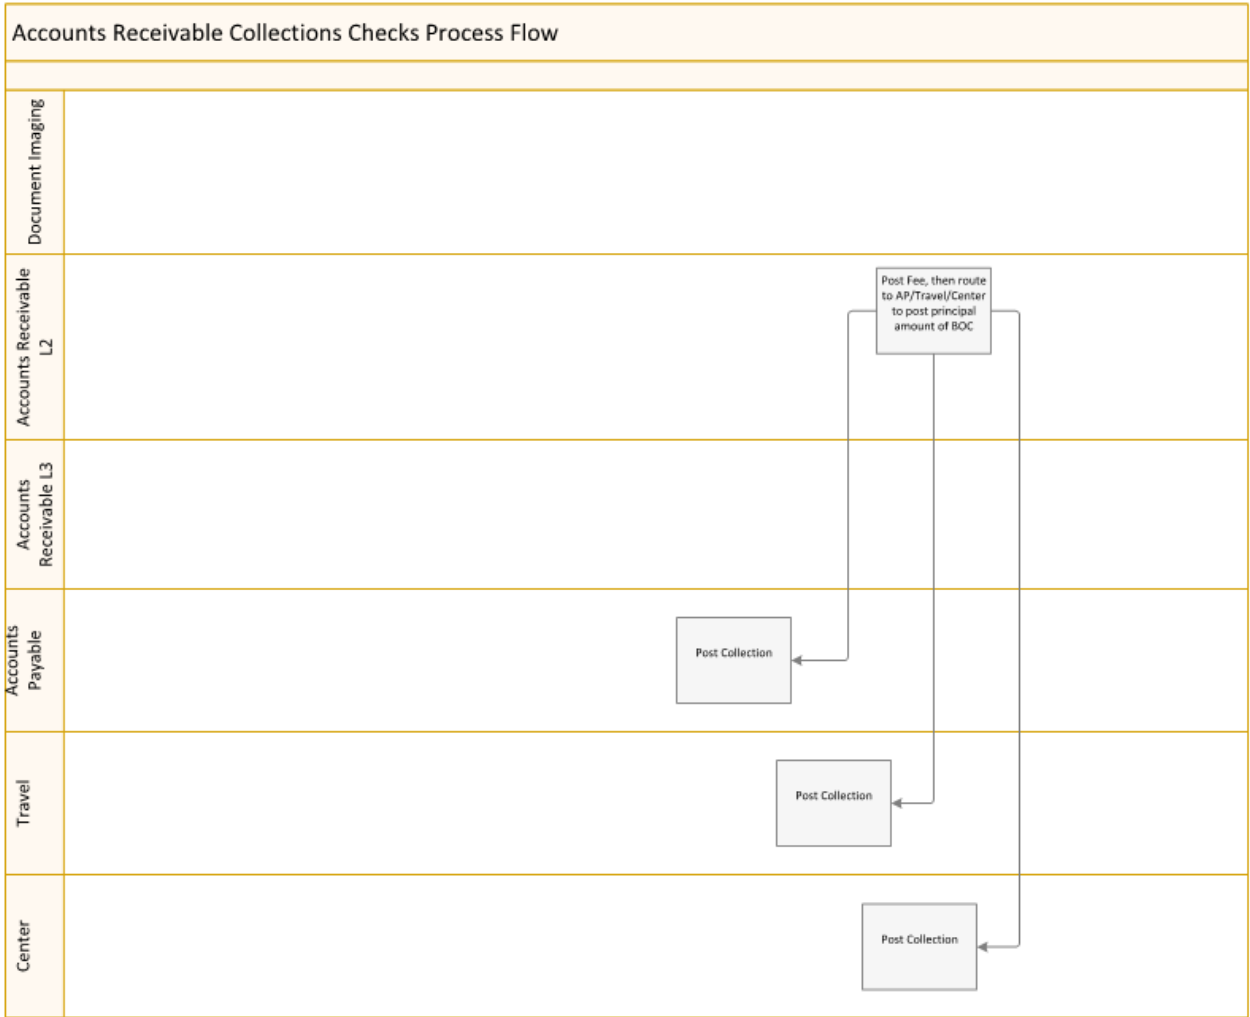 Accounts Receivable Collections Checks Process Flow
Document Imaging
Accounts Receivable
L2
Post Fee, then route
to AP/Travel/Center
to post principal
amount of BOC
Accounts
Receivable L3
Accounts
Payable
Post Collection
Travel
Post Collection
Center
Post Collection